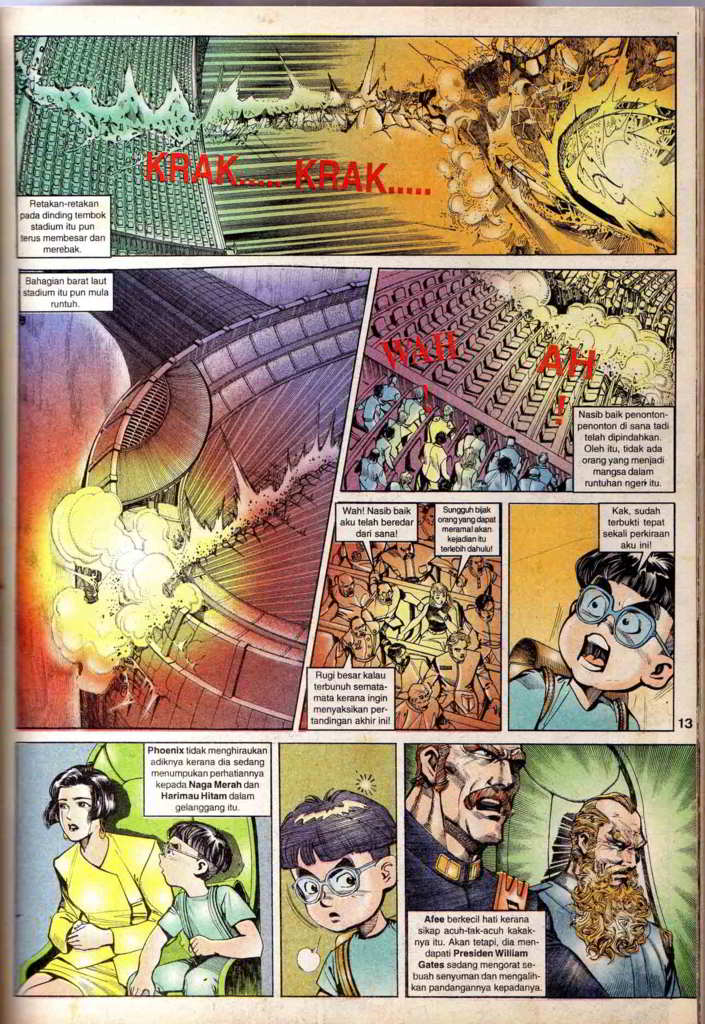 KRAK..... KRAK.....
Retakan-retakan
pada dinding tembok
stadium itu pun
terus membesar dan
merebak.
Bahagian barat laut
stadium itu pun mula
runtuh.
WAH
!
AH
!
Nasib baik penonton-
penonton di sana tadi
telah dipindahkan.
Oleh itu, tidak ada
orang yang menjadi
mangsa dalam
runtuhan ngeri itu.
Wah! Nasib baik
aku telah beredar
dari sana!
Sungguh bijak
orang yang dapat
meramal akan
kejadian itu
terlebih dahulu!
Rugi besar kalau
terbunuh semata-
mata kerana ingin
menyaksikan per-
tandingan akhir ini!
Kak, sudah
terbukti tepat
sekali perkiraan
aku ini!
13
Phoenix tidak menghiraukan
adiknya kerana dia sedang
menumpukan perhatiannya
kepada Naga Merah dan
Harimau Hitam dalam
gelanggang itu.
Afee berkecil hati kerana
sikap acuh-tak-acuh kakak-
nya itu. Akan tetapi, dia men-
dapati Presiden William
Gates sedang mengorat se-
buah senyuman dan mengalih-
kan pandangannya kepadanya.